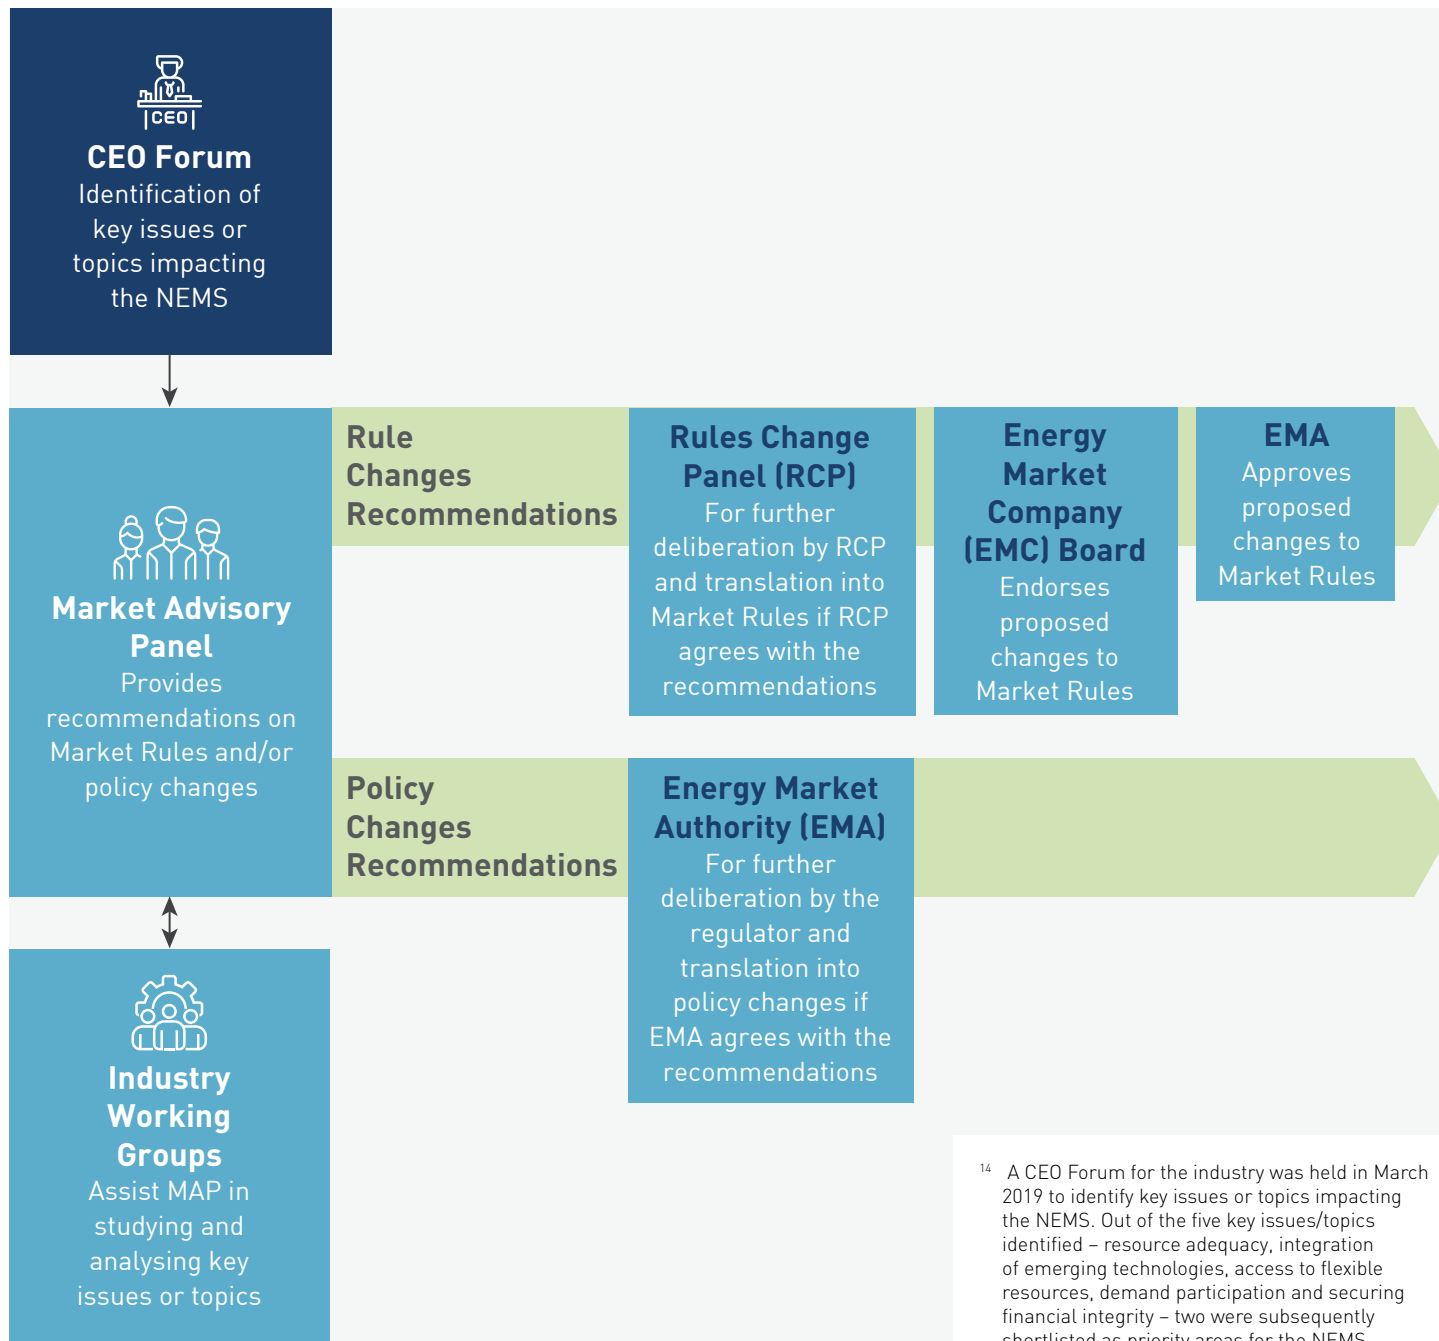 CEO
CEO Forum
Identification of
key issues or
topics impacting
the NEMS
Market Advisory
Panel
Provides
recommendations on
Market Rules and/or
policy changes
Rule
Changes
Recommendations
Rules Change
Panel (RCP)
For further
deliberation by RCP
and translation into
Market Rules if RCP
agrees with the
recommendations
Energy
Market
Company
(EMC) Board
Endorses
proposed
changes to
Market Rules
EMA
Approves
proposed
changes to
Market Rules
Policy
Changes
Recommendations
Energy Market
Authority (EMA)
For further
deliberation by the
regulator and
translation into
policy changes if
EMA agrees with the
recommendations
Industry
Working
Groups
Assist MAP in
studying and
analysing key
issues or topics
14 A CEO Forum for the industry was held in March
2019 to identify key issues or topics impacting
the NEMS. Out of the five key issues/topics
identified – resource adequacy, integration
of emerging technologies, access to flexible
resources, demand participation and securing
financial integrity – two were subsequently
shortlisted as priority areas for the NEMS